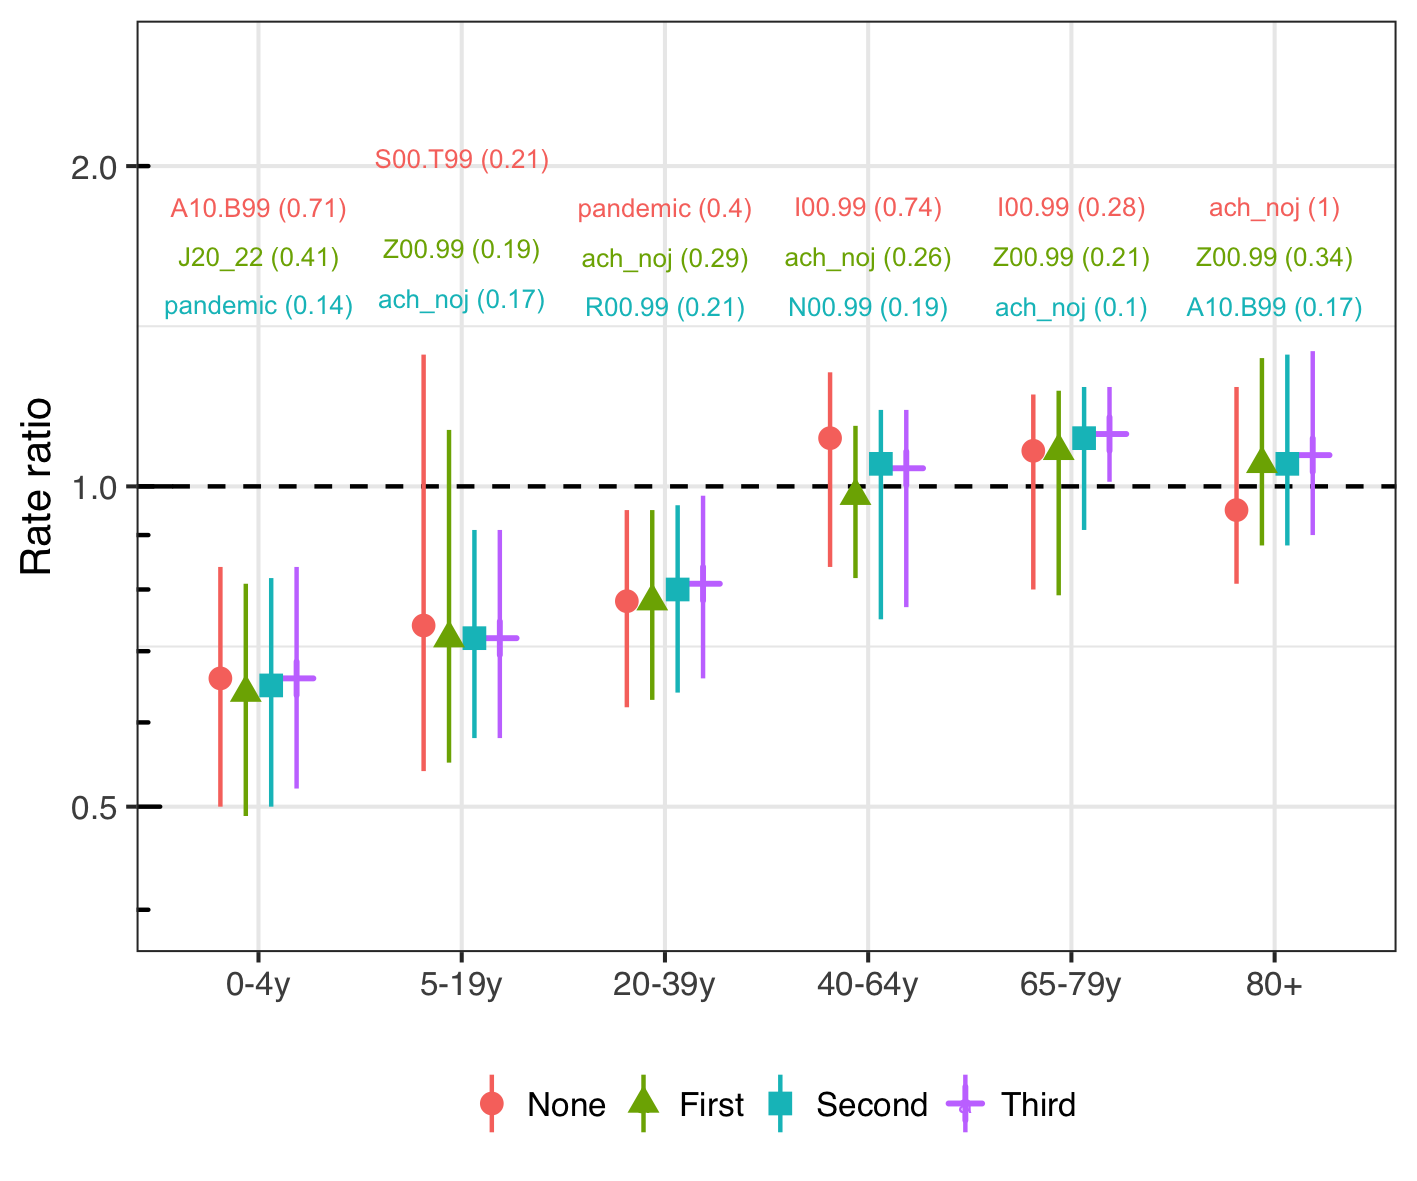 2.0
1.0
0.5
Rate ratio
S00.T99 (0.21)
A10.B99 (0.71)
pandemic (0.4)
I00.99 (0.74)
I00.99 (0.28)
ach_noj (1)
J20_22 (0.41)
Z00.99 (0.19)
ach_noj (0.29)
ach_noj (0.26)
Z00.99 (0.21)
Z00.99 (0.34)
pandemic (0.14)
ach_noj (0.17)
R00.99 (0.21)
N00.99 (0.19)
ach_noj (0.1)
A10.B99 (0.17)
0-4y 5-19y 20-39y 40-64y 65-79y 80+
None First Second Third